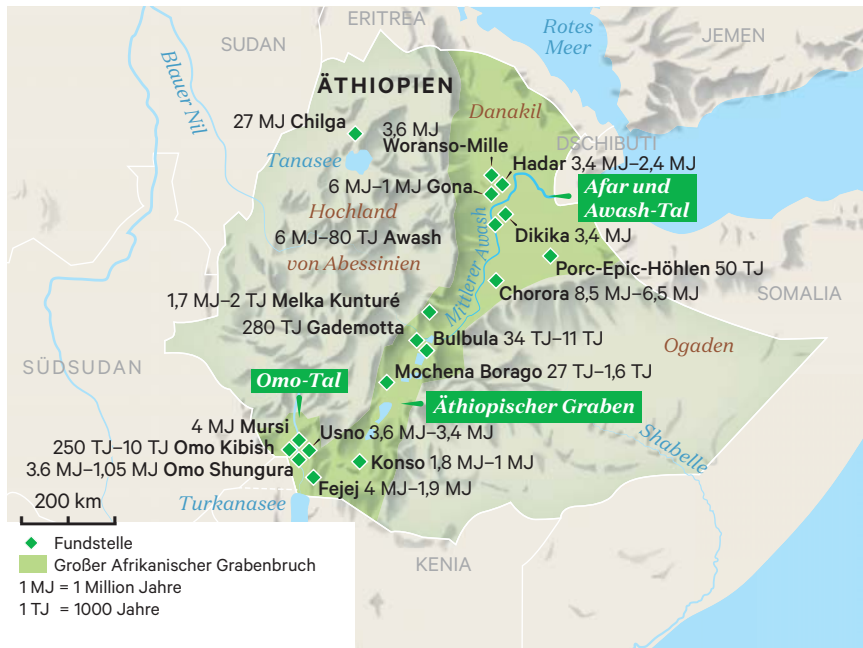 ERITREA
SUDAN
Rotes
Meer
JEMEN
Blauer Nil
ÄTHIOPIEN
Danakil
27 MJ Chilga
3,6 MJ
Woranso-Mille
DSCHIBUTI
Tanasee
Hadar 3,4 MJ–2,4 MJ
6 MJ–1 MJ Gona
Afar und
Awash-Tal
Hochland
6 MJ–80 TJ Awash
Dikika 3,4 MJ
von Abessinien
Mittlerer Awash
Porc-Epic-Höhlen 50 TJ
Chorora 8,5 MJ–6,5 MJ
SOMALIA
1,7 MJ–2 TJ Melka Kunturé
280 TJ Gademotta
Bulbula 34 TJ–11 TJ
Ogaden
SÜDSUDAN
Mochena Borago 27 TJ–1,6 TJ
Omo-Tal
Äthiopischer Graben
4 MJ Mursi
Usno 3,6 MJ–3,4 MJ
Shabelle
250 TJ–10 TJ Omo Kibish
3.6 MJ–1,05 MJ Omo Shungura
Konso 1,8 MJ–1 MJ
Fejej 4 MJ–1,9 MJ
200 km
Turkanasee
Fundstelle
KENIA
Großer Afrikanischer Grabenbruch
1 MJ = 1 Million Jahre
1 TJ = 1000 Jahre